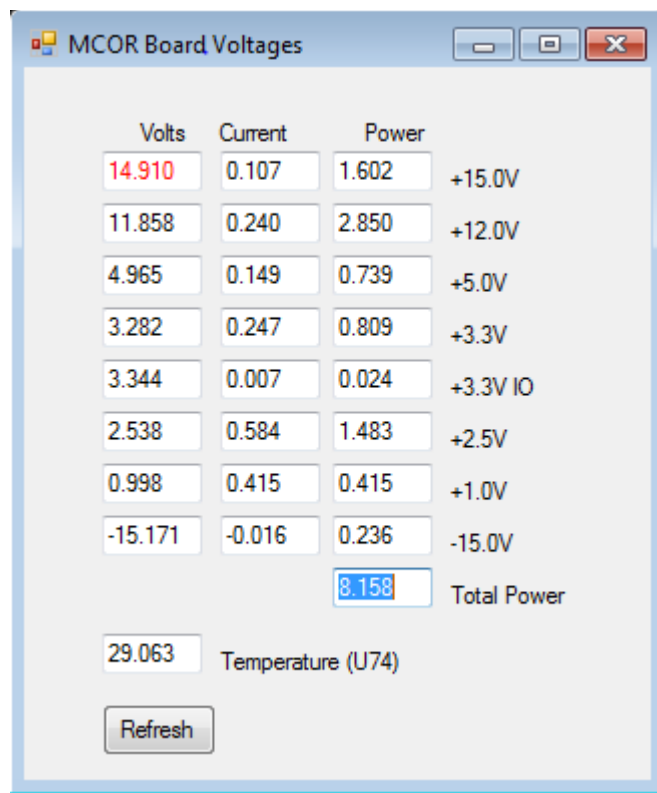 MCOR Board Voltages
Volts Current Power
14.910 0.107 1.602 +15.0V
11.858 0.240 2.850 +12.0V
4.965 0.149 0.739 +5.0V
3.282 0.247 0.809 +3.3V
3.344 0.007 0.024 +3.3V IO
2.538 0.584 1.483 +2.5V
0.998 0.415 0.415 +1.0V
-15.171 -0.016 0.236 -15.0V
8.158 Total Power
29.063 Temperature (U74)
Refresh